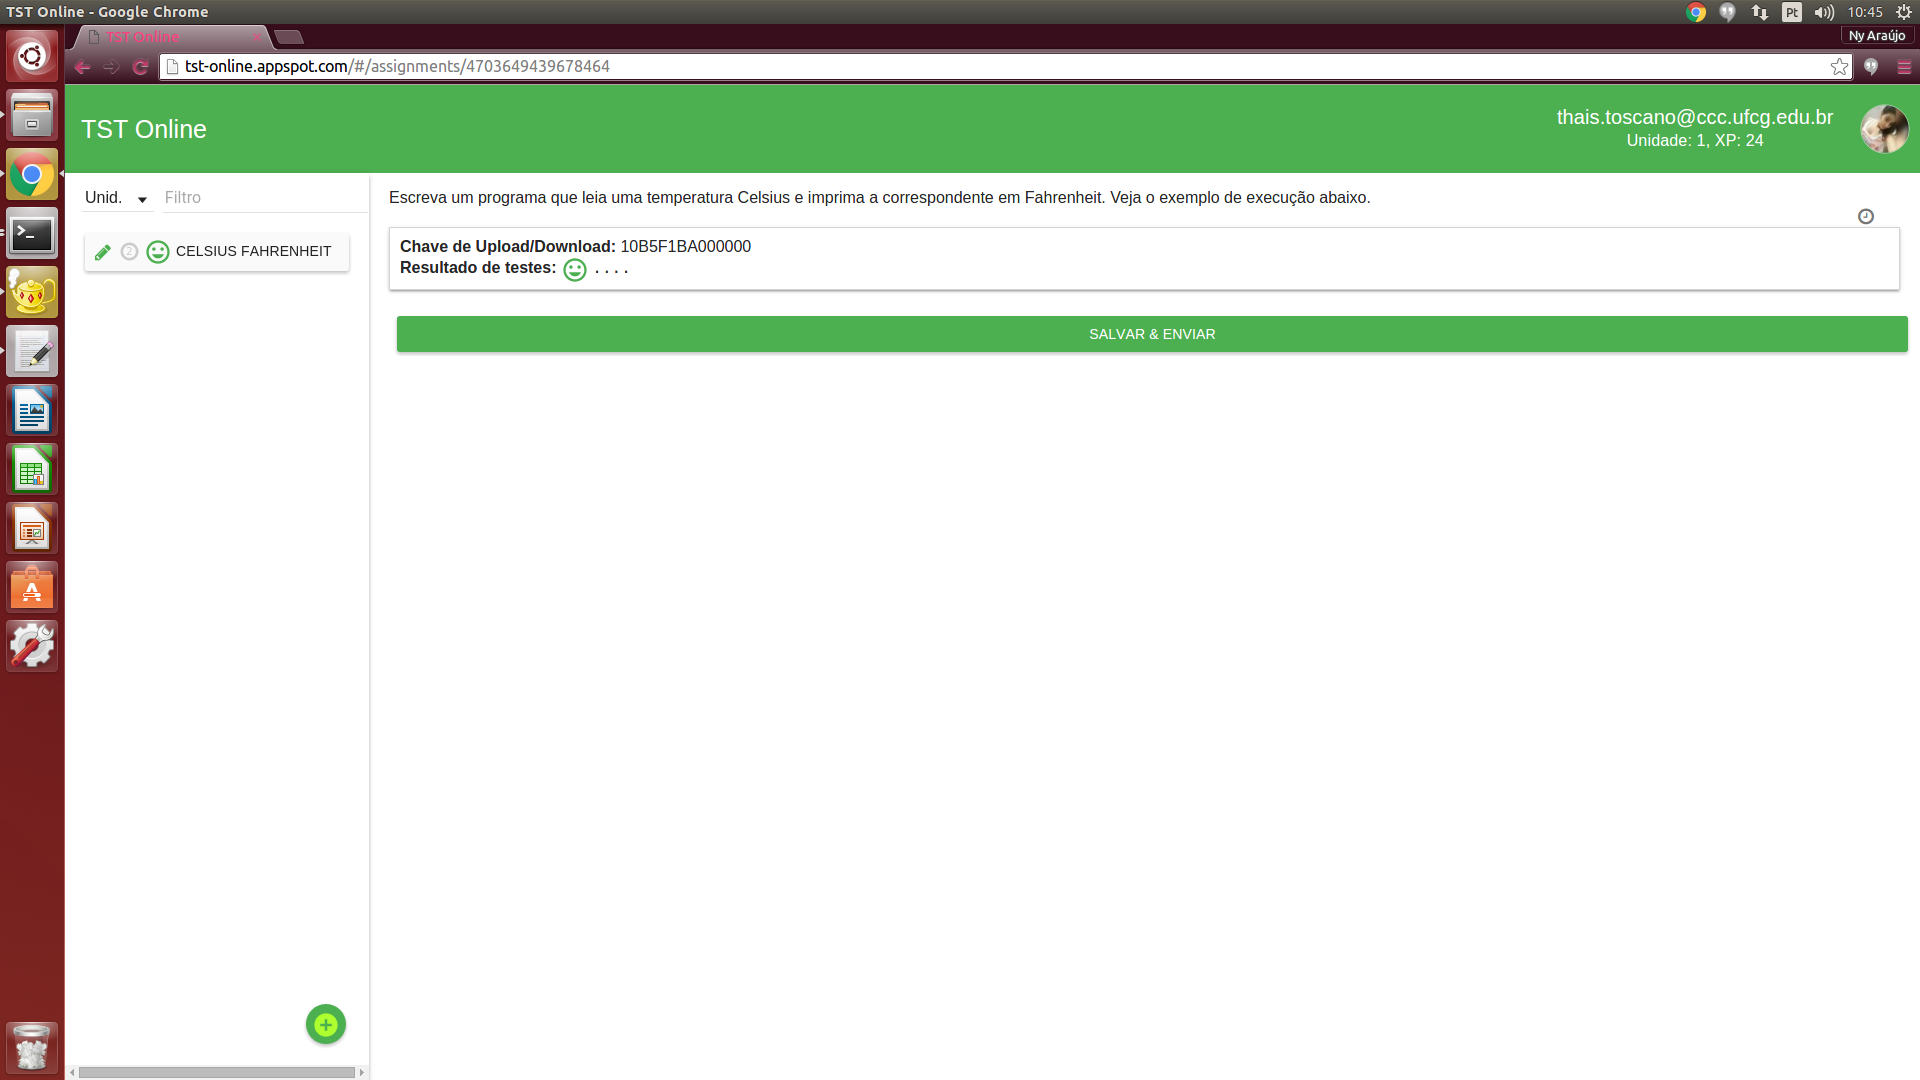 TST Online - Google Chrome
Pt
10:45
TST Online
Ny Araújo
tst-online.appspot.com/#/assignments/4703649439678464
TST Online
thais.toscano@ccc.ufcg.edu.br
Unidade: 1, XP: 24
Unid.
Filtro
2
CELSIUS FAHRENHEIT
Escreva um programa que leia uma temperatura Celsius e imprima a correspondente em Fahrenheit. Veja o exemplo de execução abaixo.
Chave de Upload/Download: 10B5F1BA000000
Resultado de testes: ....
SALVAR & ENVIAR